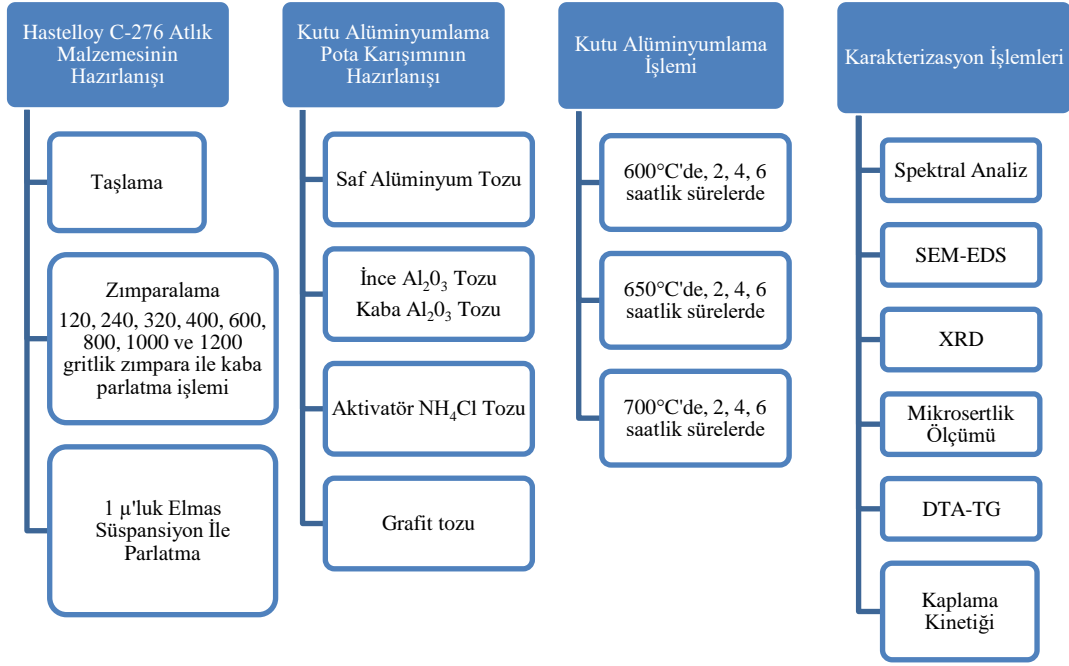 Hastelloy C-276 Atlık
Malzemesinin
Hazırlanışı
Taşlama
Zımparalama
120, 240, 320, 400, 600,
800, 1000 ve 1200
gritlik zımpara ile kaba
parlatma işlemi
1 µ'luk Elmas
Süspansiyon İle
Parlatma
Kutu Alüminyumlama
Pota Karışımının
Hazırlanışı
Saf Alüminyum Tozu
İnce Al₂0₃ Tozu
Kaba Al₂0₃ Tozu
Aktivatör NH₄Cl Tozu
Grafit tozu
Kutu Alüminyumlama
İşlemi
600°C'de, 2, 4, 6
saatlik sürelerde
650°C'de, 2, 4, 6
saatlik sürelerde
700°C'de, 2, 4, 6
saatlik sürelerde
Karakterizasyon İşlemleri
Spektral Analiz
SEM-EDS
XRD
Mikrosertlik
Ölçümü
DTA-TG
Kaplama
Kinetiği